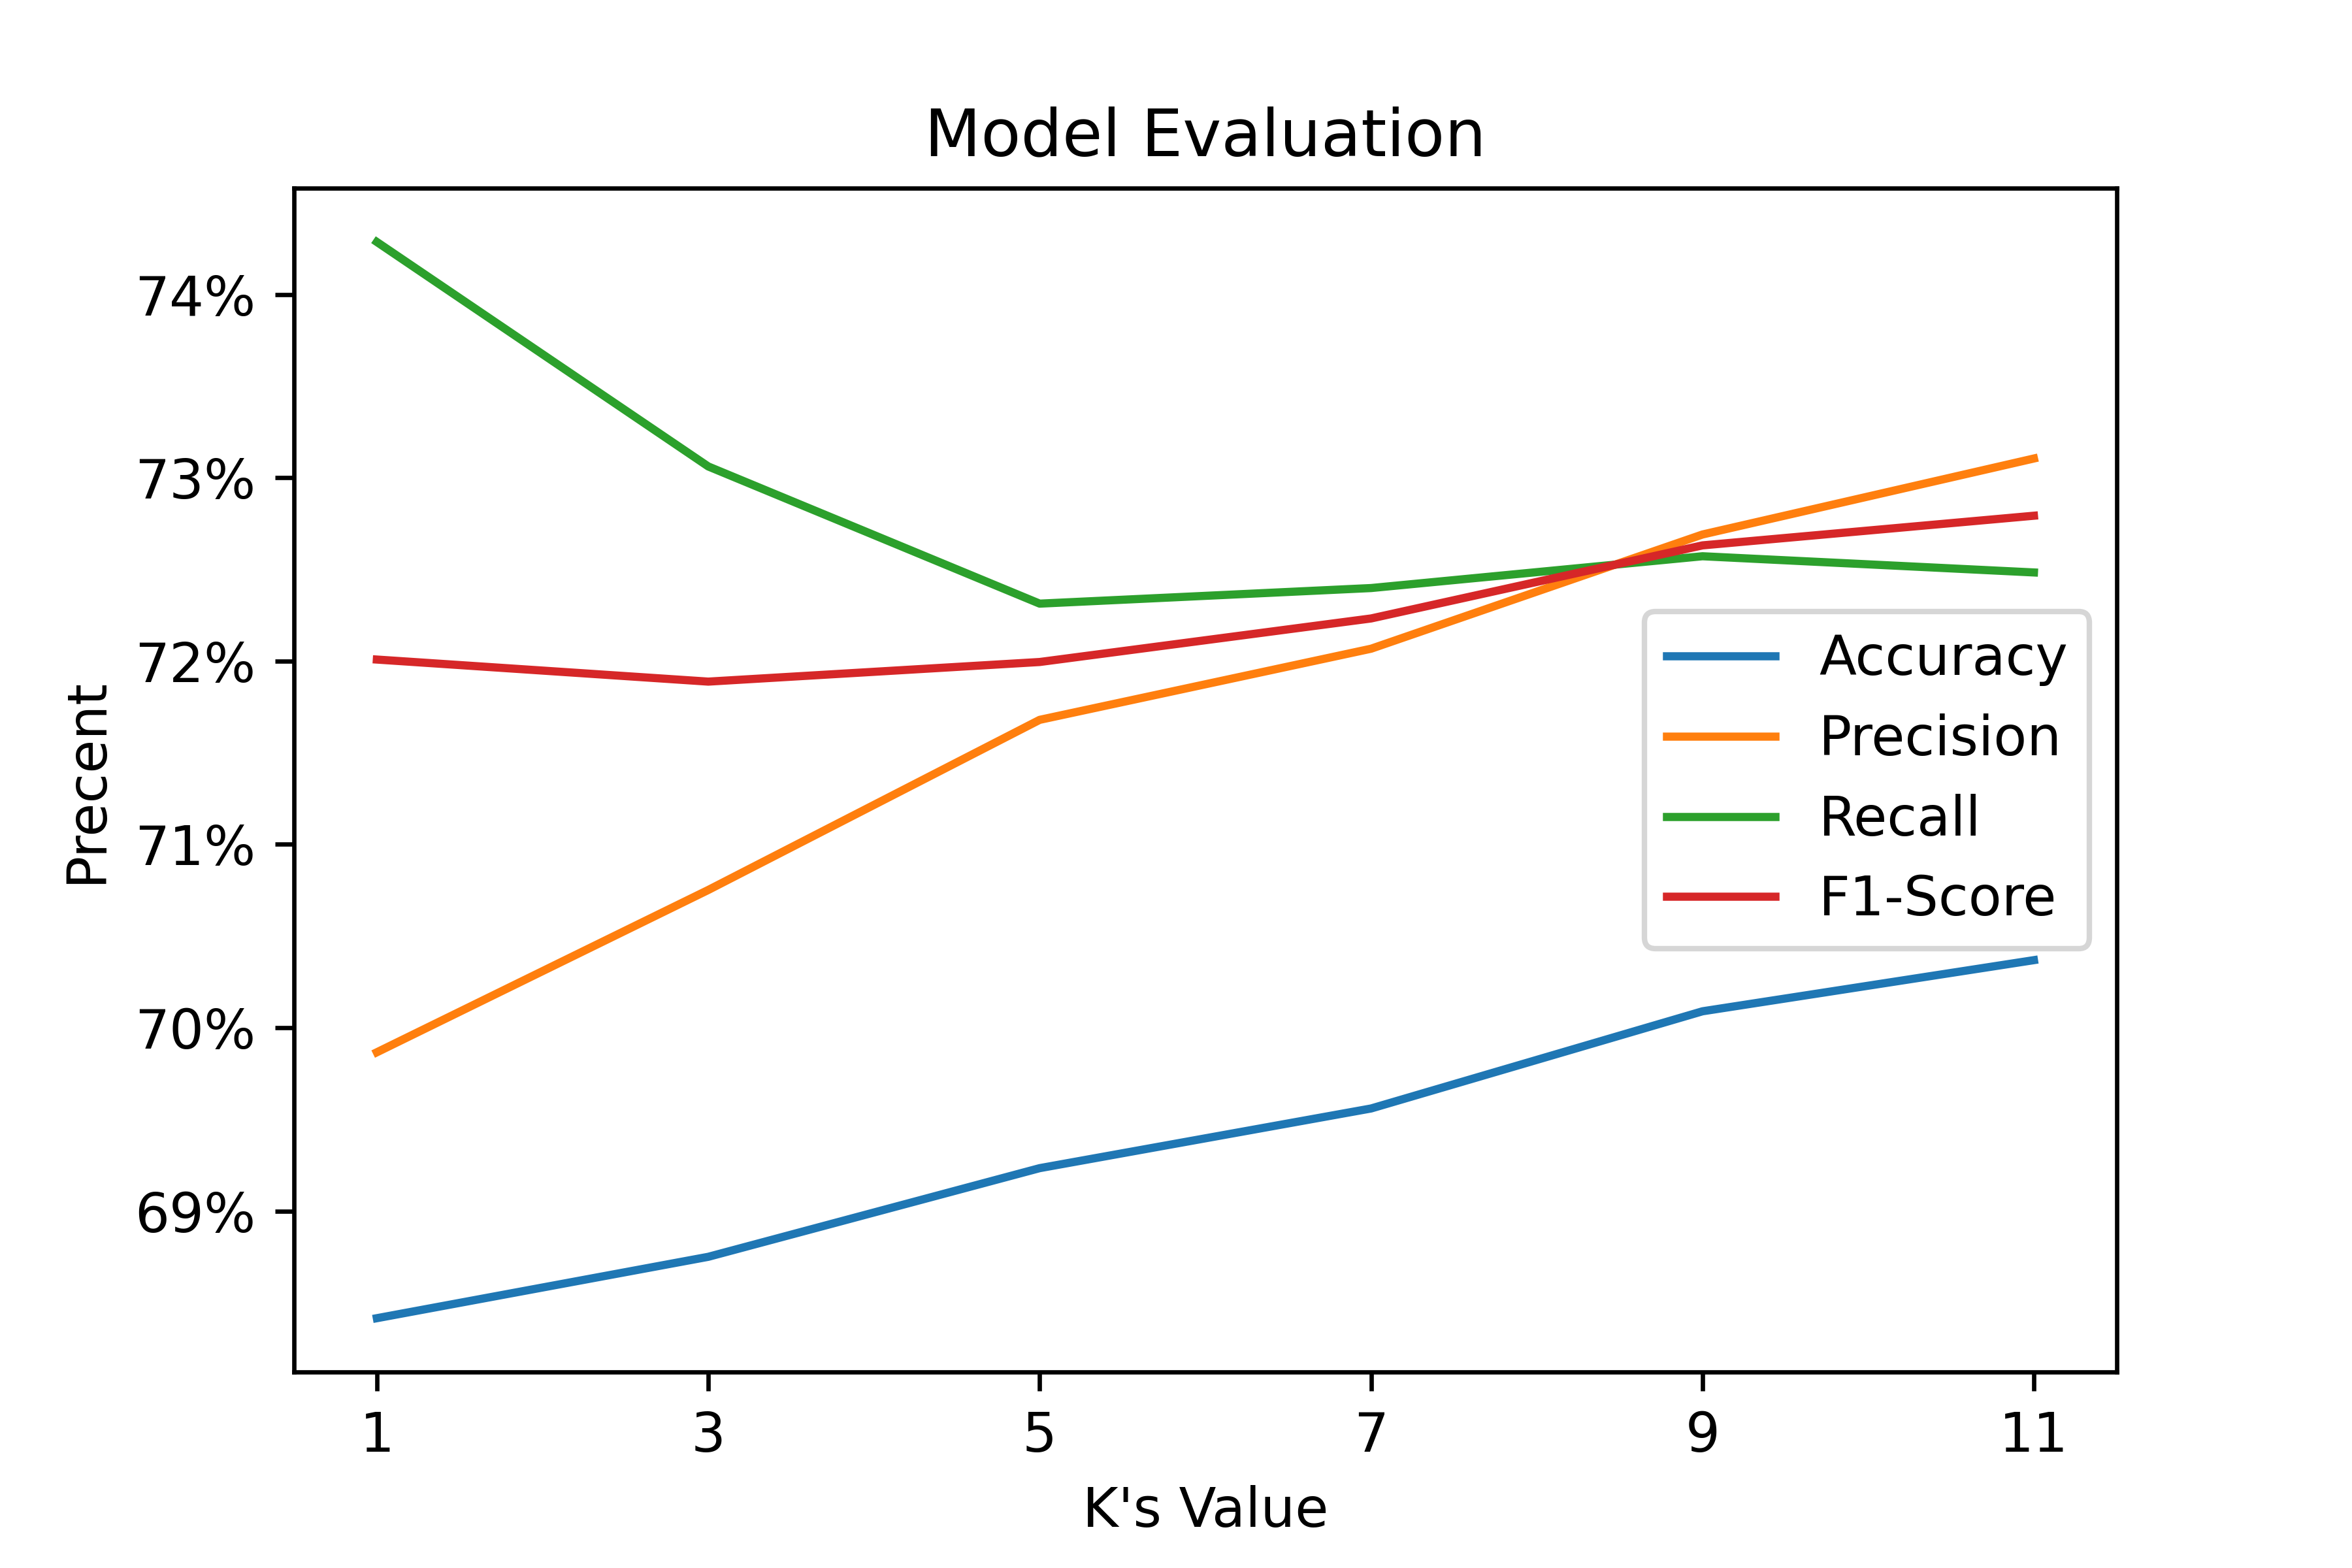 Model Evaluation
74%
73%
72%
71%
70%
69%
Precent
Accuracy
Precision
Recall
F1-Score
1 3 5 7 9 11
K's Value